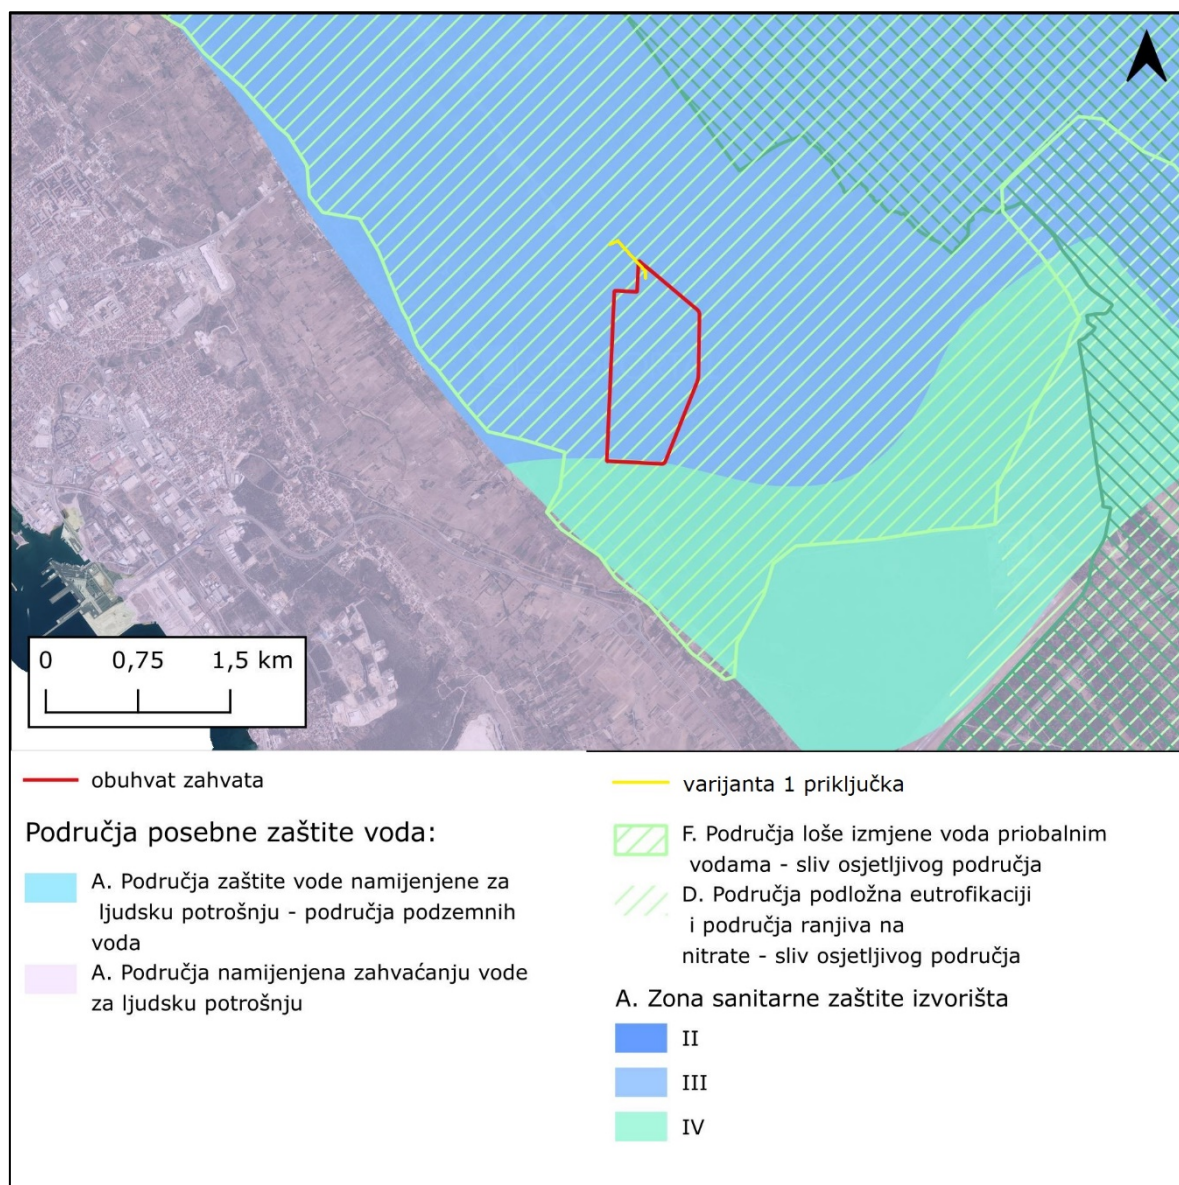 0 0,75 1,5 km
obuhvat zahvata
Područja posebne zaštite voda:
A. Područja zaštite vode namijenjene za
ljudsku potrošnju - područja podzemnih
voda
A. Područja namijenjena zahvaćanju vode
za ljudsku potrošnju
varijanta 1 priključka
F. Područja loše izmjene voda priobalnim
vodama - sliv osjetljivog područja
D. Područja podložna eutrofikaciji
i područja ranjiva na
nitrate - sliv osjetljivog područja
A. Zona sanitarne zaštite izvorišta
II
III
IV